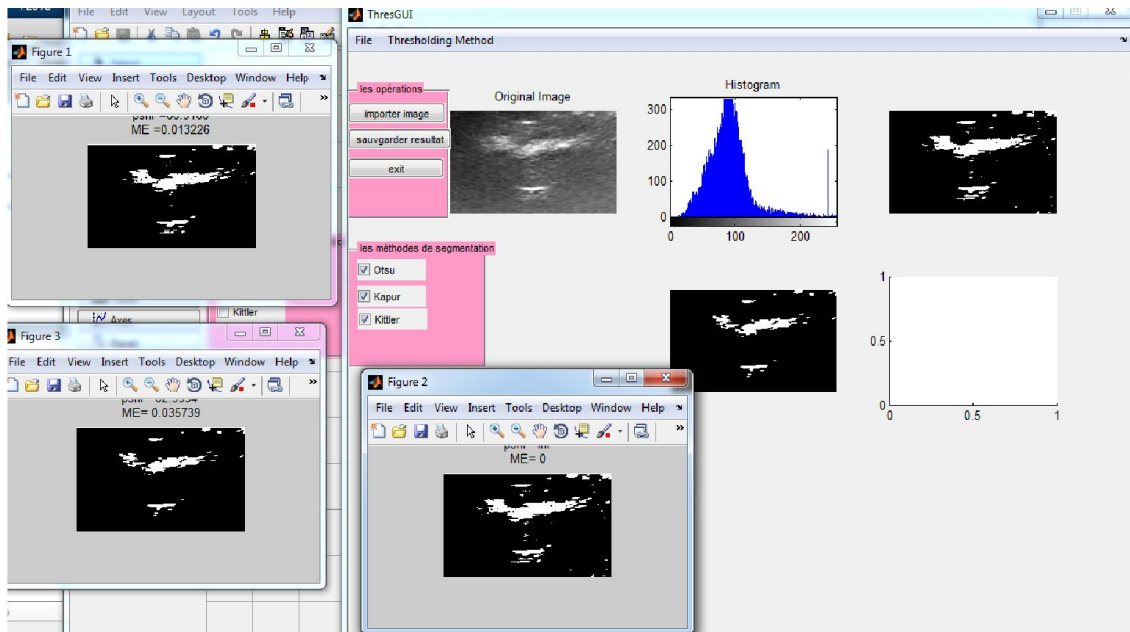 File Edit View Layout Tools Help
Figure 1
File Edit View Insert Tools Desktop Window Help
ME =0.013226
Kittler
Axes
Figure 3
File Edit View Insert Tools Desktop Window Help
ME= 0.035739
ThresGUI
File Thresholding Method
les opérations
importer image
sauvgarder resultat
exit
Original Image
Histogram
300
200
100
0
0 100 200
les méthodes de segmentation
Otsu
Kapur
Kittler
1
0.5
0
0 0.5 1
Figure 2
File Edit View Insert Tools Desktop Window Help
ME= 0